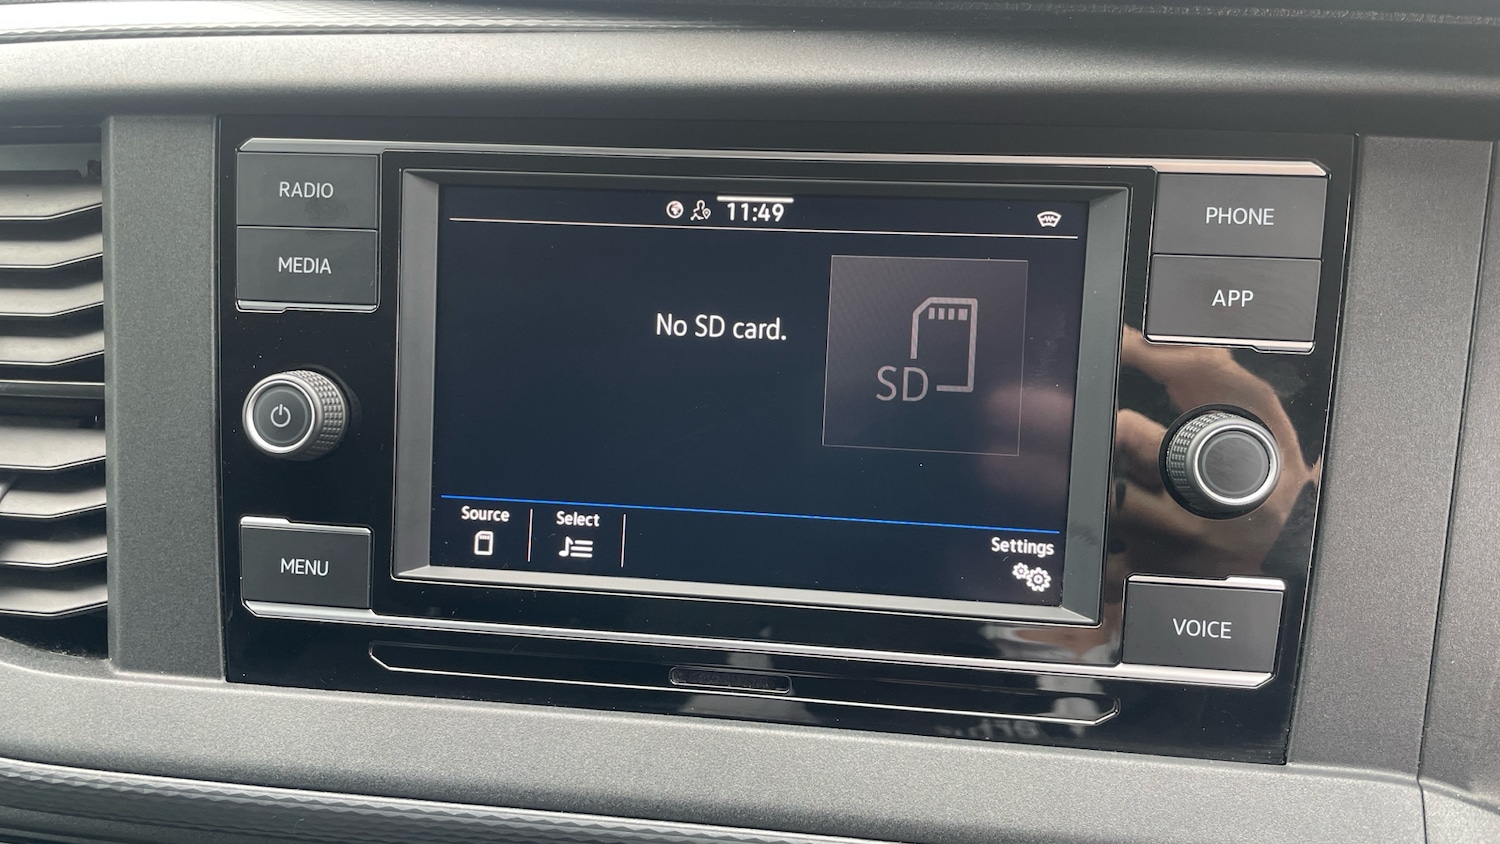 RADIO
MEDIA
MENU
11:49
No SD card.
SD
Source
Select
Settings
PHONE
APP
VOICE